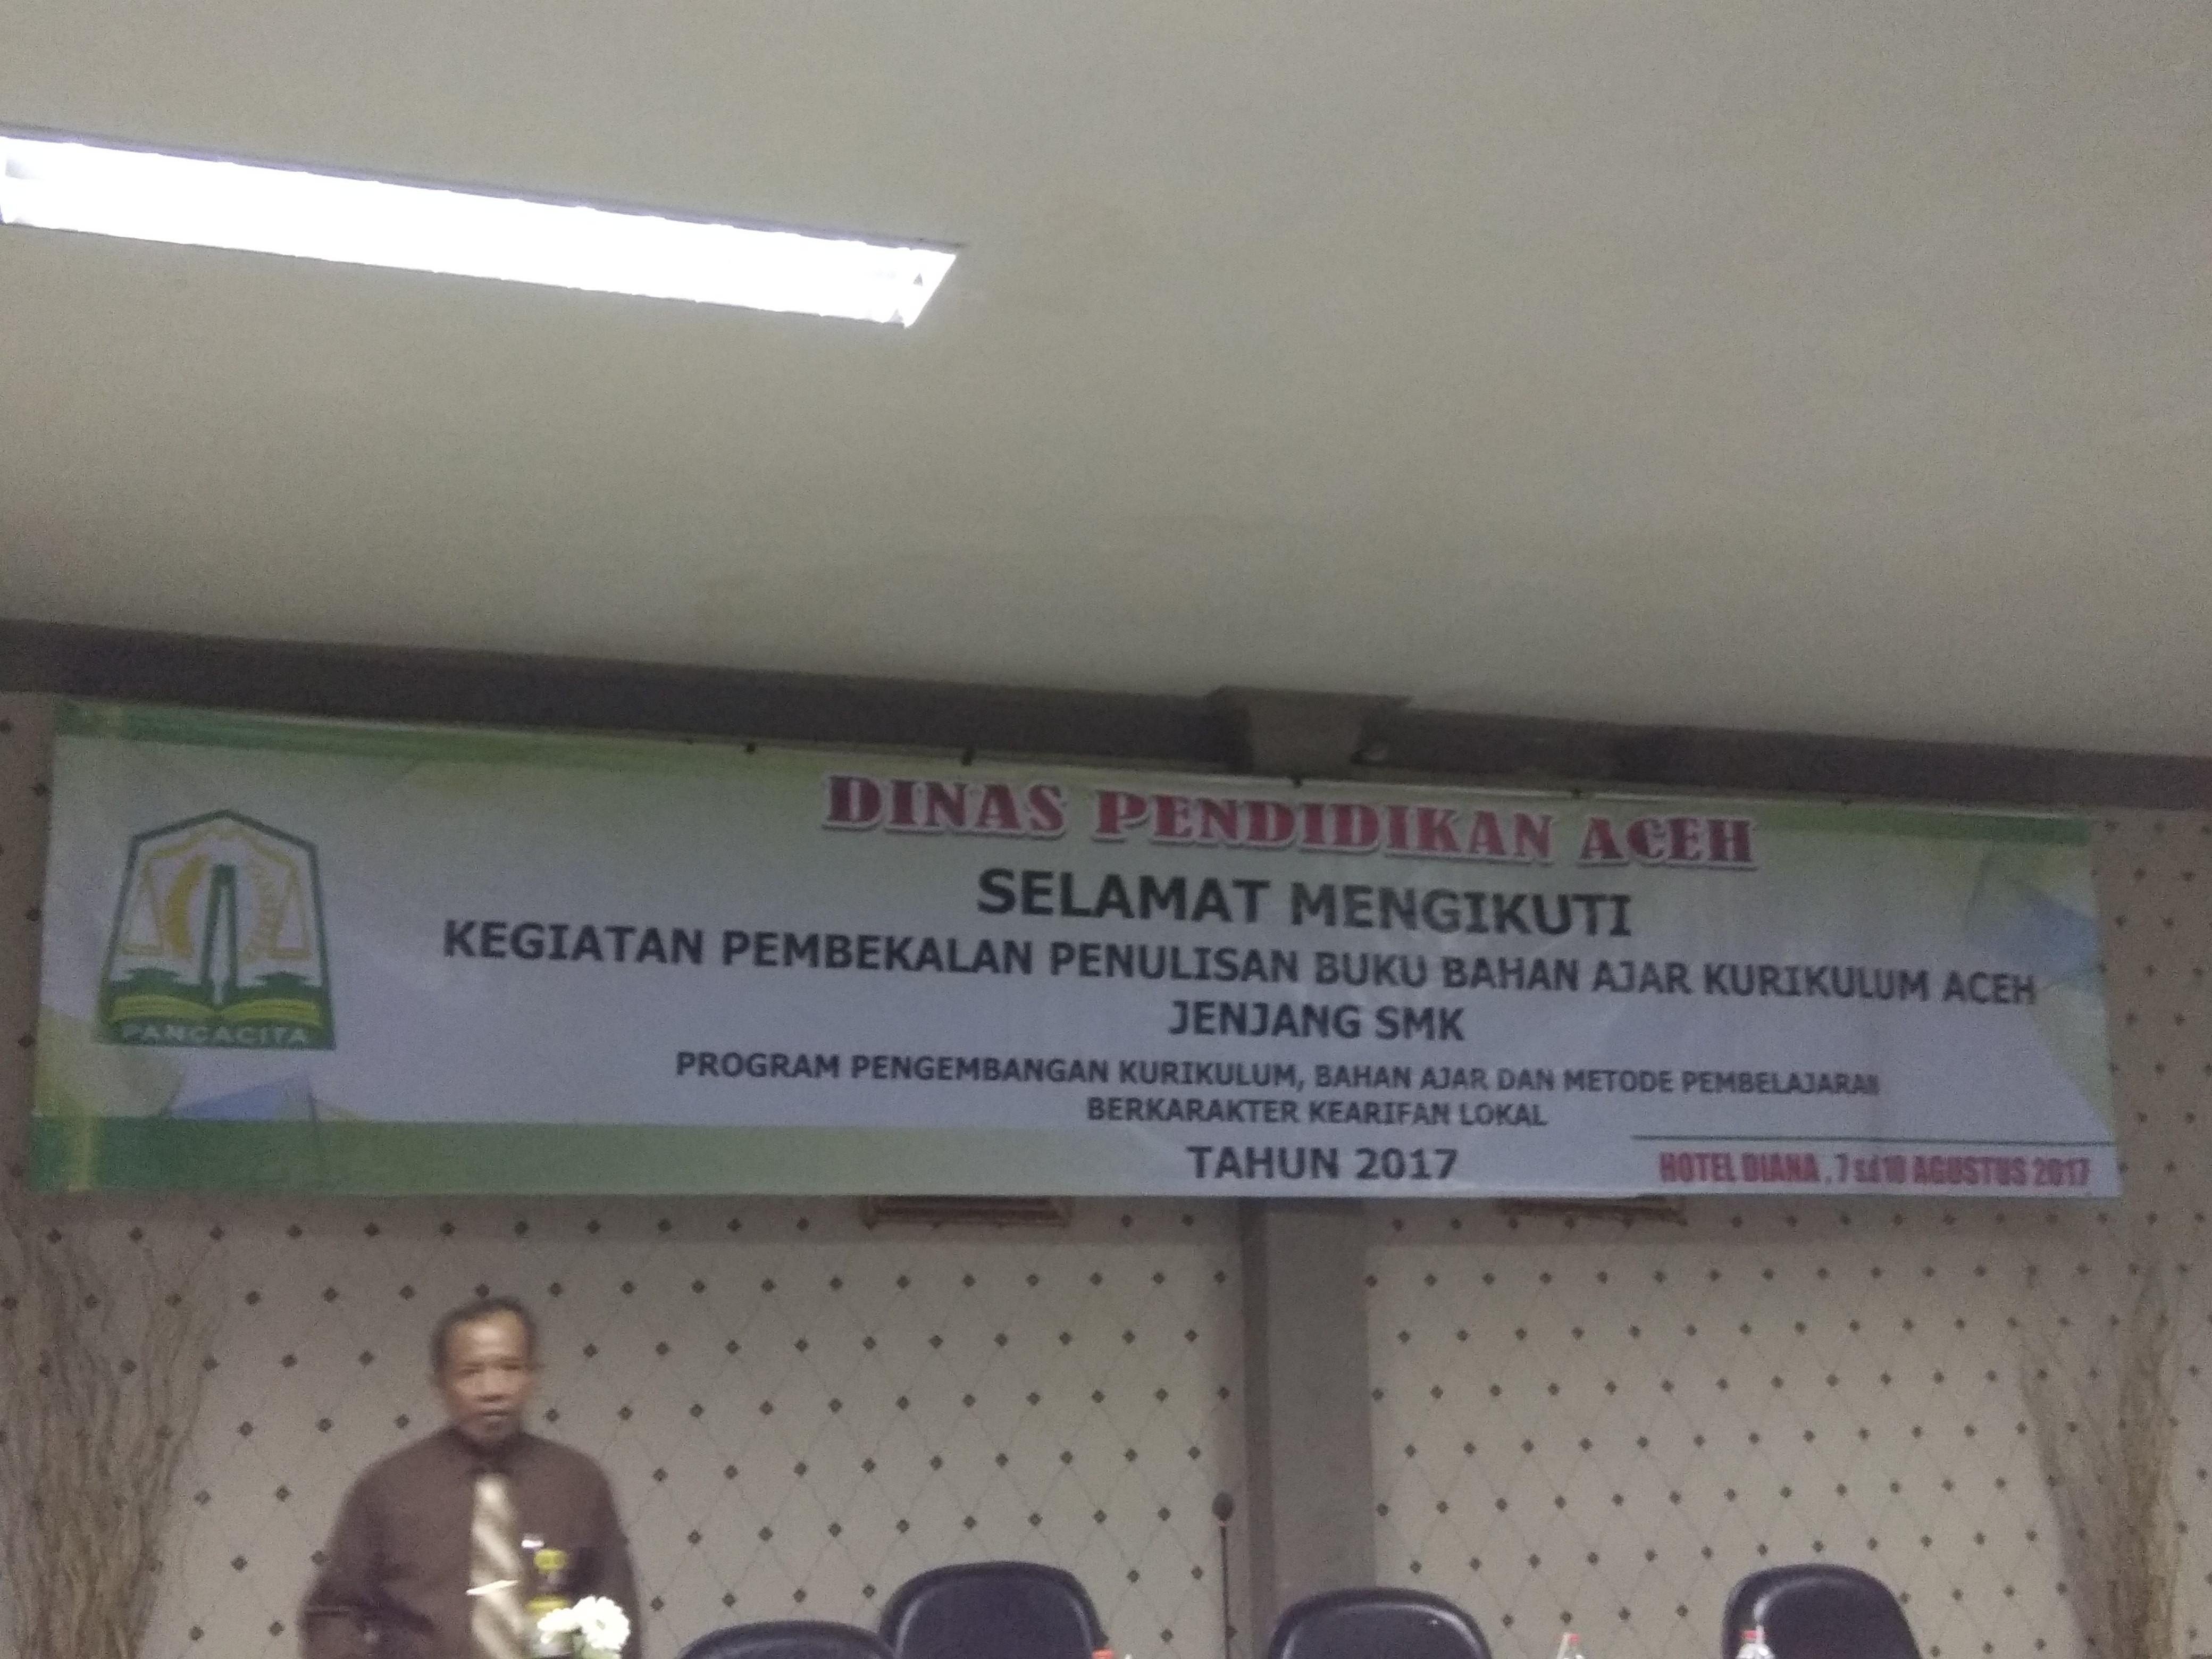 DINAS PENDIDIKAN ACEH
SELAMAT MENGIKUTI
KEGIATAN PEMBEKALAN PENULISAN BUKU BAHAN AJAR KURIKULUM ACEH
JENJANG SMK
PROGRAM PENGEMBANGAN KURIKULUM, BAHAN AJAR DAN METODE PEMBELAJARAN
BERKARAKTER KEARIFAN LOKAL
TAHUN 2017
HOTEL DIANA , 7 s.d 10 AGUSTUS 2017
PANCACITA